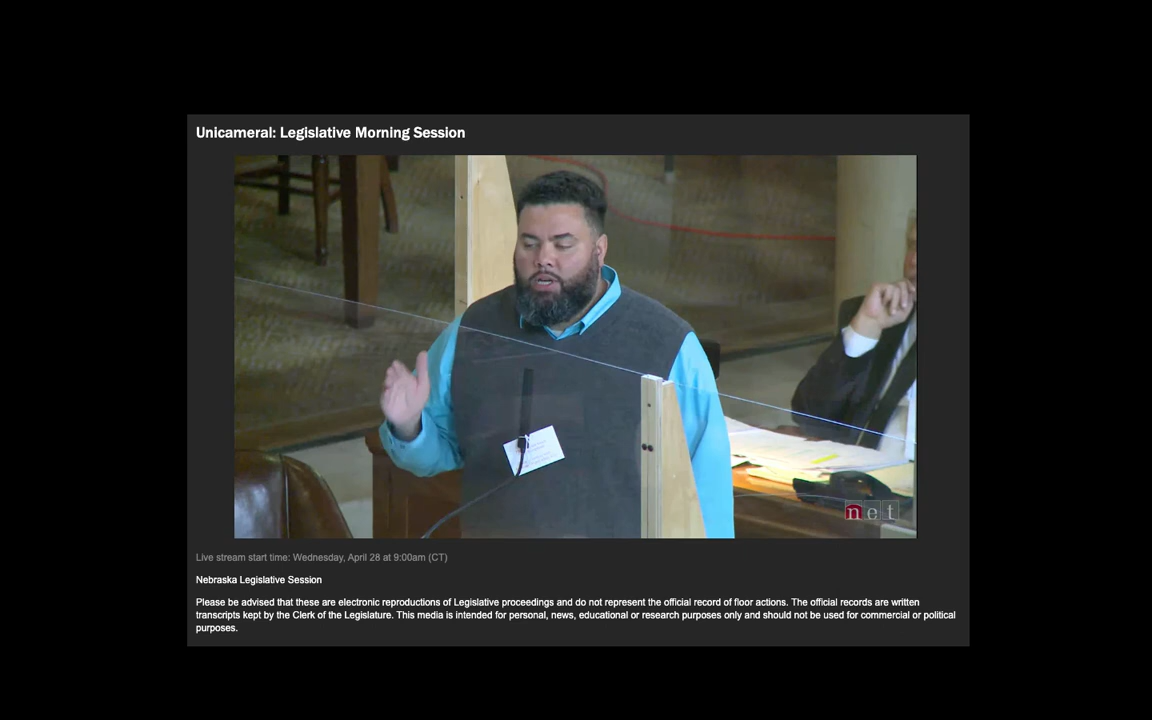 Unicameral: Legislative Morning Session
net
Live stream start time: Wednesday, April 28 at 9:00am (CT)
Nebraska Legislative Session
Please be advised that these are electronic reproductions of Legislative proceedings and do not represent the official record of floor actions. The official records are written
transcripts kept by the Clerk of the Legislature. This media is intended for personal, news, educational or research purposes only and should not be used for commercial or political
purposes.